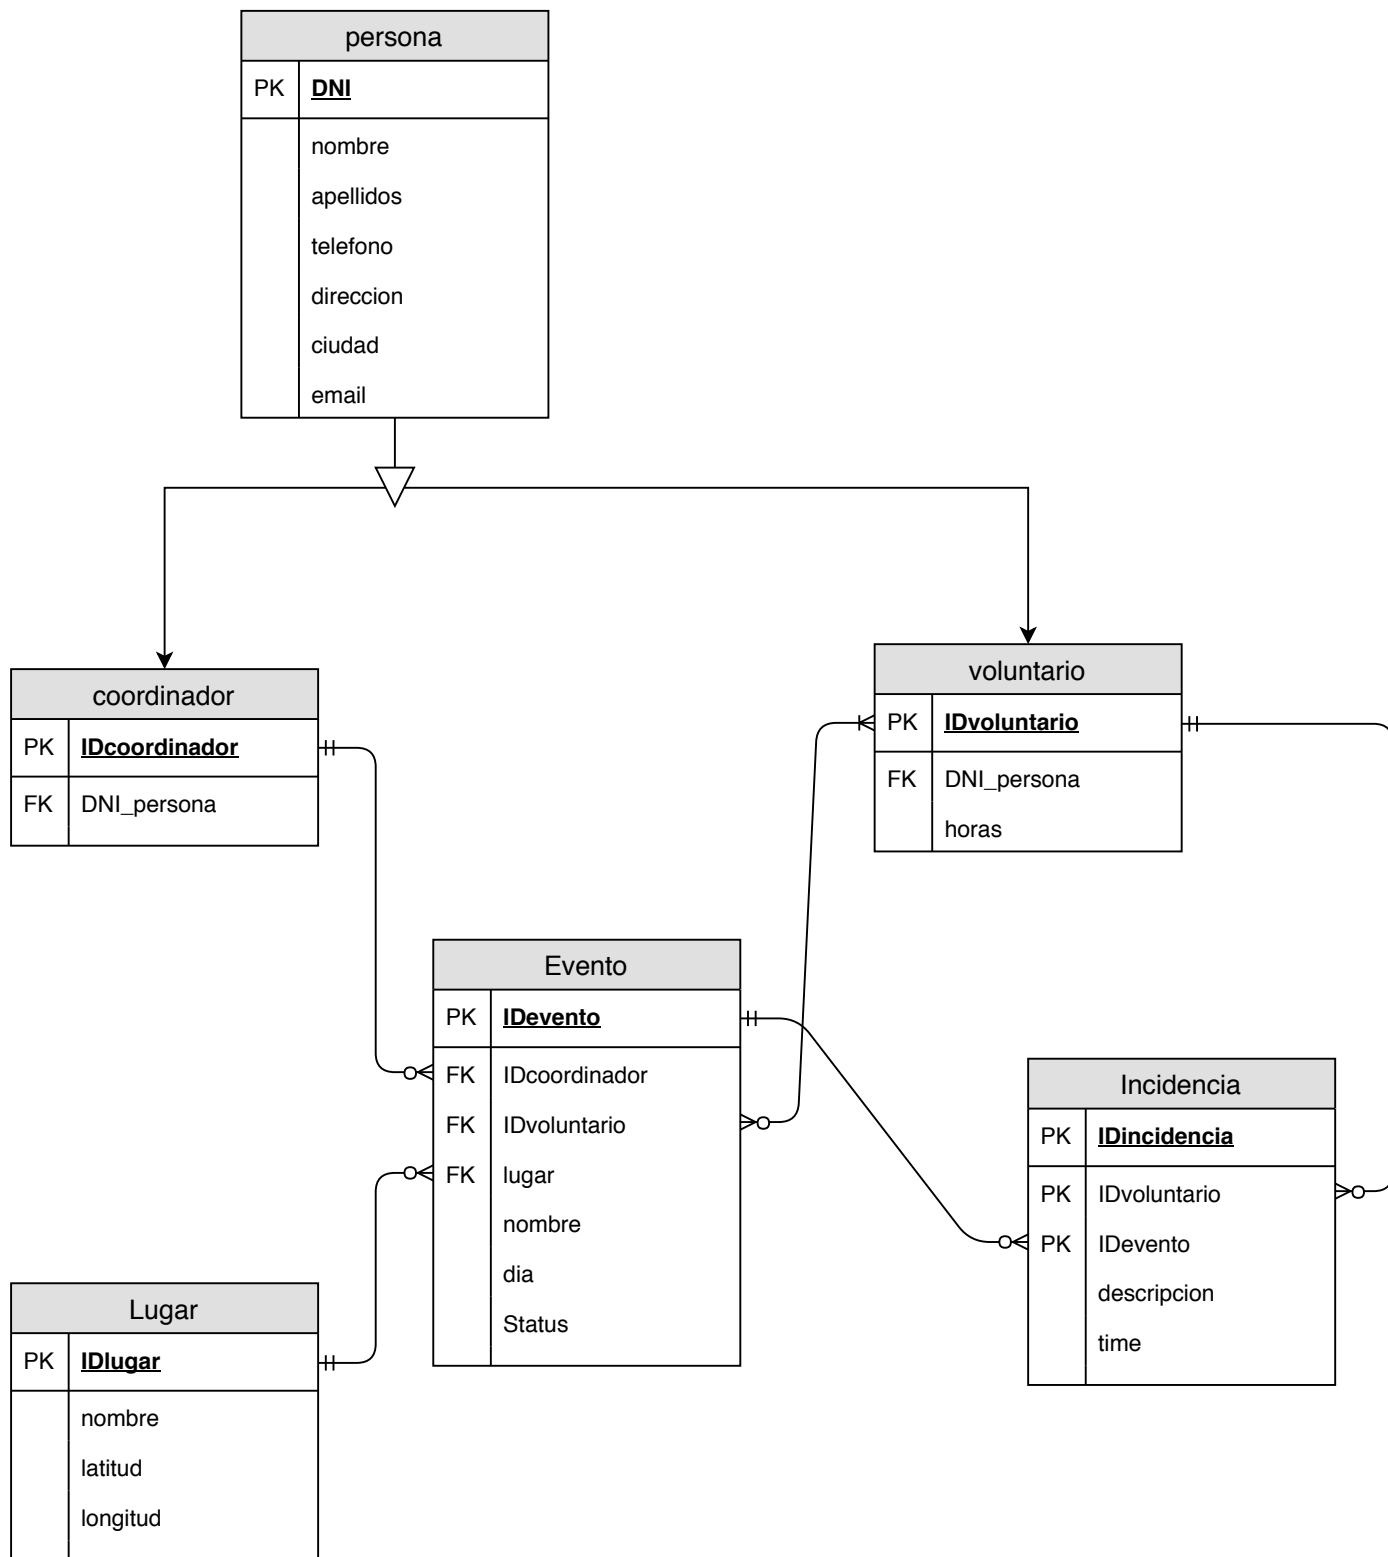 persona
PK DNI
nombre
apellidos
telefono
direccion
ciudad
email
coordinador
PK IDcoordinador
FK DNI_persona
voluntario
PK IDvoluntario
FK DNI_persona
horas
Evento
PK IDevento
FK IDcoordinador
FK IDvoluntario
FK lugar
nombre
dia
Status
Incidencia
PK IDincidencia
PK IDvoluntario
PK IDevento
descripcion
time
Lugar
PK IDlugar
nombre
latitud
longitud